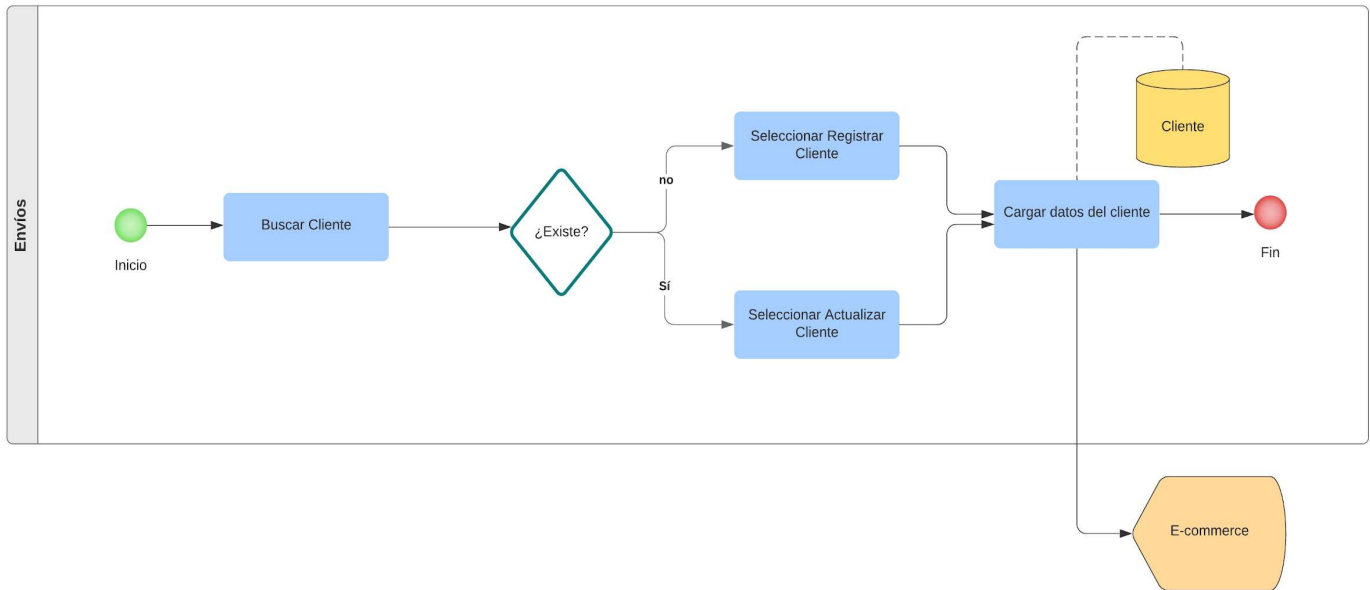 Envíos
Inicio
Buscar Cliente
¿Existe?
no
Sí
Seleccionar Registrar
Cliente
Seleccionar Actualizar
Cliente
Cargar datos del cliente
Cliente
Fin
E-commerce